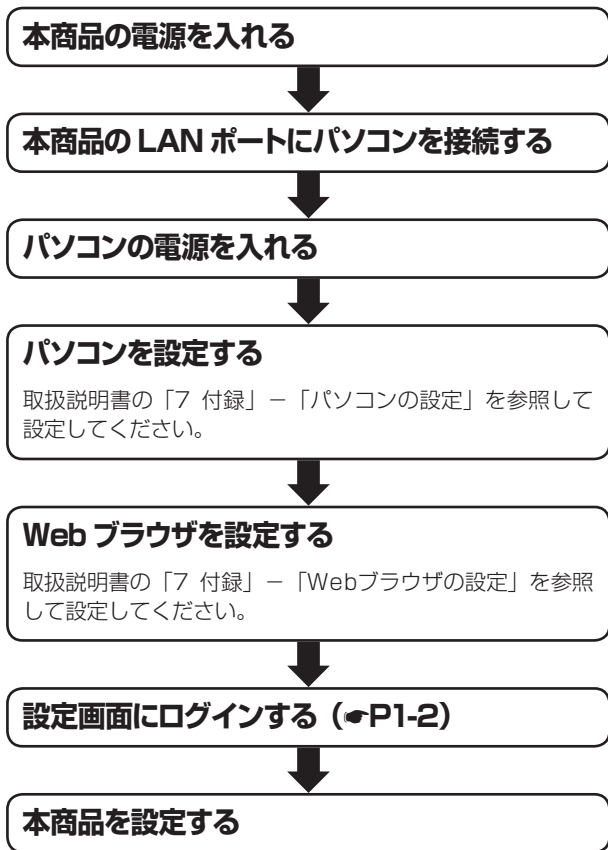 本商品の電源を入れる
本商品の LAN ポートにパソコンを接続する
パソコンの電源を入れる
パソコンを設定する
取扱説明書の「7 付録」－「パソコンの設定」を参照して
設定してください。
Web ブラウザを設定する
取扱説明書の「7 付録」－「Webブラウザの設定」を参照
して設定してください。
設定画面にログインする（☛P1-2）
本商品を設定する